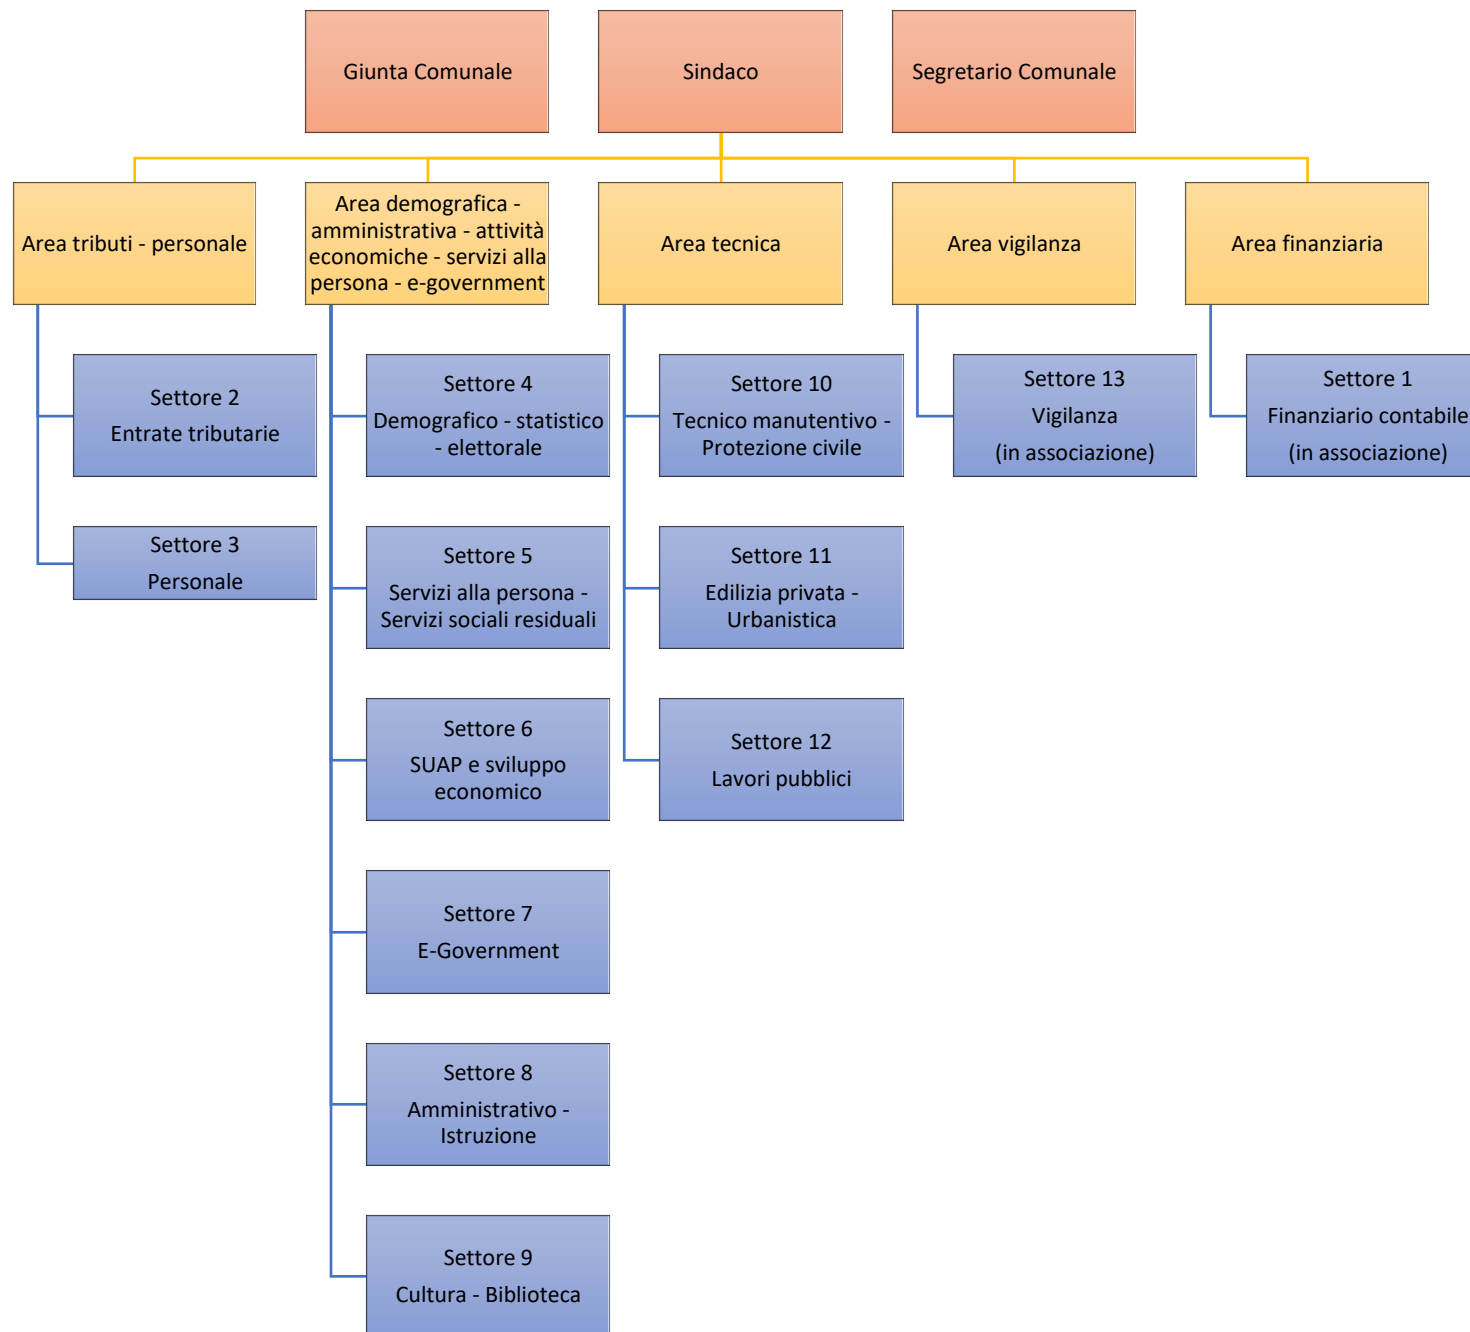 Giunta Comunale
Sindaco
Segretario Comunale
Area tributi - personale
Area demografica -
amministrativa - attività
economiche - servizi alla
persona - e-government
Area tecnica
Area vigilanza
Area finanziaria
Settore 2
Entrate tributarie
Settore 3
Personale
Settore 4
Demografico - statistico
- elettorale
Settore 5
Servizi alla persona -
Servizi sociali residuali
Settore 6
SUAP e sviluppo
economico
Settore 7
E-Government
Settore 8
Amministrativo -
Istruzione
Settore 9
Cultura - Biblioteca
Settore 10
Tecnico manutentivo -
Protezione civile
Settore 11
Edilizia privata -
Urbanistica
Settore 12
Lavori pubblici
Settore 13
Vigilanza
(in associazione)
Settore 1
Finanziario contabile
(in associazione)